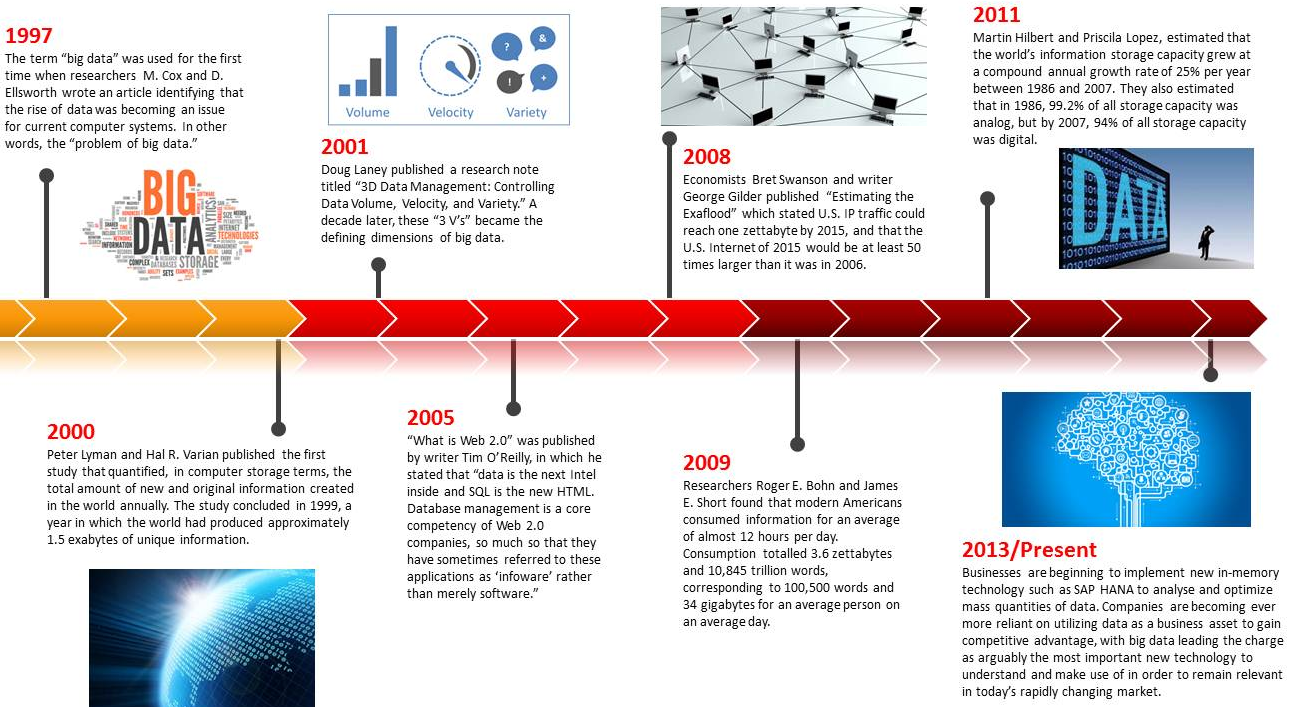 1997
The term “big data” was used for the first
time when researchers M. Cox and D.
Ellsworth wrote an article identifying that
the rise of data was becoming an issue
for current computer systems. In other
words, the “problem of big data.”
BIG
DATA
ANALYTICS
STORAGE
INFORMATION
TECHNOLOGIES
COMPLEX
DATABASES
SETS
Volume
Velocity
Variety
?
&
!
+
2001
Doug Laney published a research note
titled “3D Data Management: Controlling
Data Volume, Velocity, and Variety.” A
decade later, these “3 V’s” became the
defining dimensions of big data.
2008
Economists Bret Swanson and writer
George Gilder published “Estimating the
Exaflood” which stated U.S. IP traffic could
reach one zettabyte by 2015, and that the
U.S. Internet of 2015 would be at least 50
times larger than it was in 2006.
2011
Martin Hilbert and Priscila Lopez, estimated that
the world’s information storage capacity grew at
a compound annual growth rate of 25% per year
between 1986 and 2007. They also estimated
that in 1986, 99.2% of all storage capacity was
analog, but by 2007, 94% of all storage capacity
was digital.
DATA
2000
Peter Lyman and Hal R. Varian published the first
study that quantified, in computer storage terms, the
total amount of new and original information created
in the world annually. The study concluded in 1999, a
year in which the world had produced approximately
1.5 exabytes of unique information.
2005
“What is Web 2.0” was published
by writer Tim O’Reilly, in which he
stated that “data is the next Intel
inside and SQL is the new HTML.
Database management is a core
competency of Web 2.0
companies, so much so that they
have sometimes referred to these
applications as ‘infoware’ rather
than merely software.”
2009
Researchers Roger E. Bohn and James
E. Short found that modern Americans
consumed information for an average
of almost 12 hours per day.
Consumption totalled 3.6 zettabytes
and 10,845 trillion words,
corresponding to 100,500 words and
34 gigabytes for an average person on
an average day.
2013/Present
Businesses are beginning to implement new in-memory
technology such as SAP HANA to analyse and optimize
mass quantities of data. Companies are becoming ever
more reliant on utilizing data as a business asset to gain
competitive advantage, with big data leading the charge
as arguably the most important new technology to
understand and make use of in order to remain relevant
in today’s rapidly changing market.